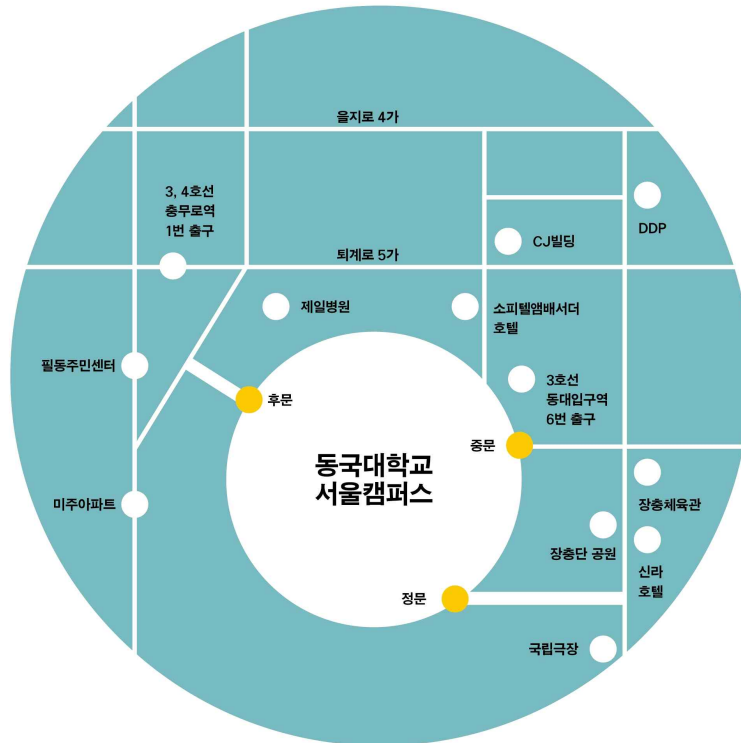 을지로 4가
3, 4호선
충무로역
1번 출구
DDP
CJ빌딩
퇴계로 5가
제일병원
소피텔앰배서더
호텔
필동주민센터
3호선
동대입구역
6번 출구
후문
중문
동국대학교
서울캠퍼스
미주아파트
장충체육관
장충단 공원
신라
호텔
정문
국립극장